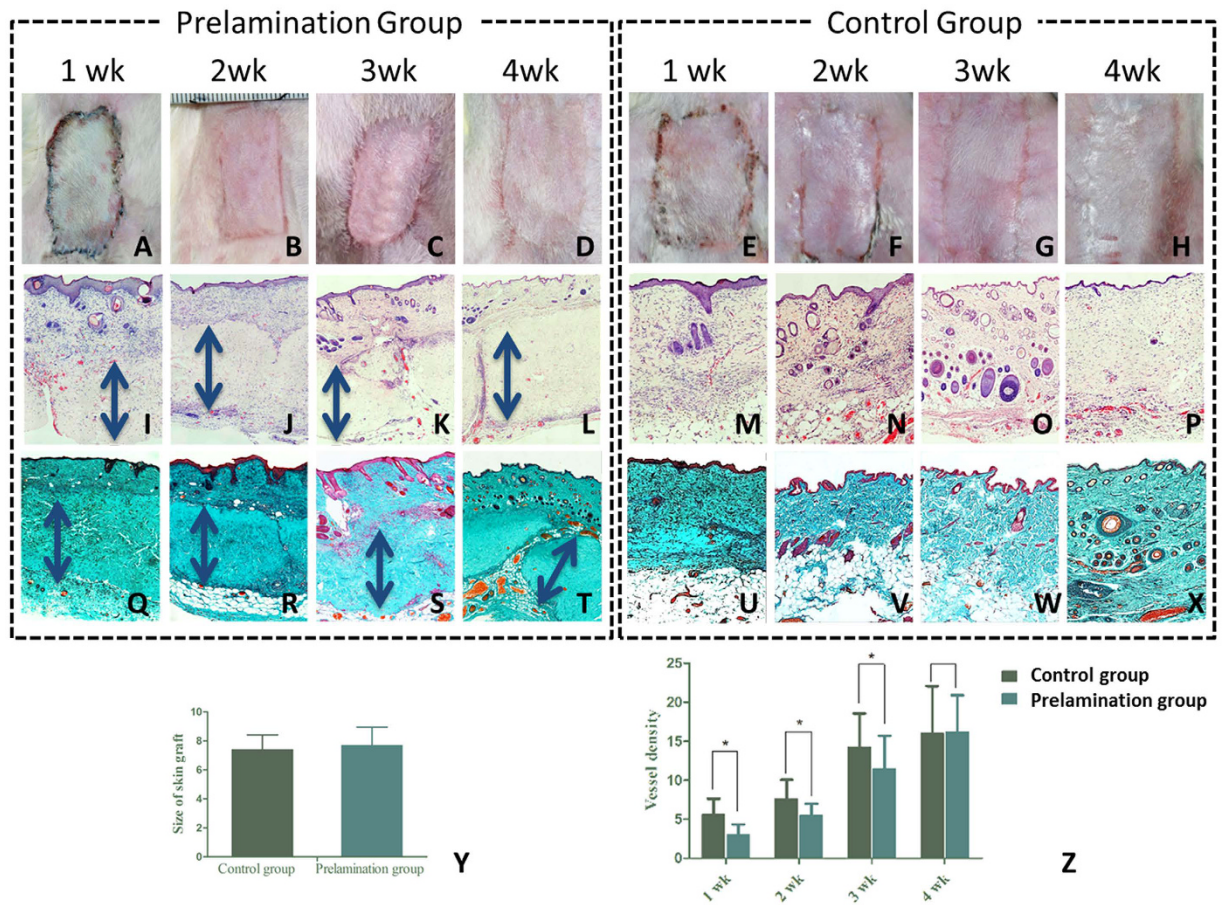 Prelamination Group
Control Group
1 wk
2wk
3wk
4wk
1 wk
2wk
3wk
4wk
A
B
C
D
E
F
G
H
I
J
K
L
M
N
O
P
Q
R
S
T
U
V
W
X
Size of skin graft
10
8
6
4
2
0
Control group
Prelamination group
Y
Vessel density
25
20
15
10
5
0
*
*
*
1 wk
2 wk
3 wk
4 wk
Control group
Prelamination group
Z